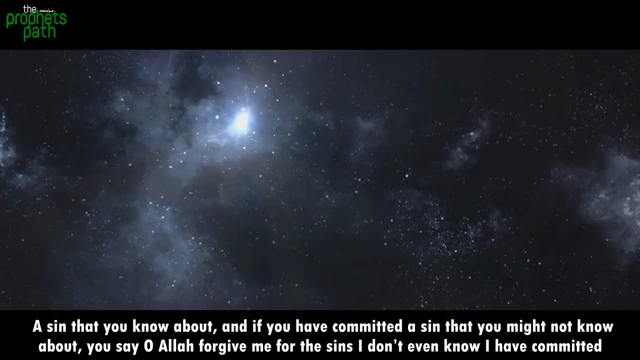 the
prophets
path
A sin that you know about, and if you have committed a sin that you might not know
about, you say O Allah forgive me for the sins I don't even know I have committed